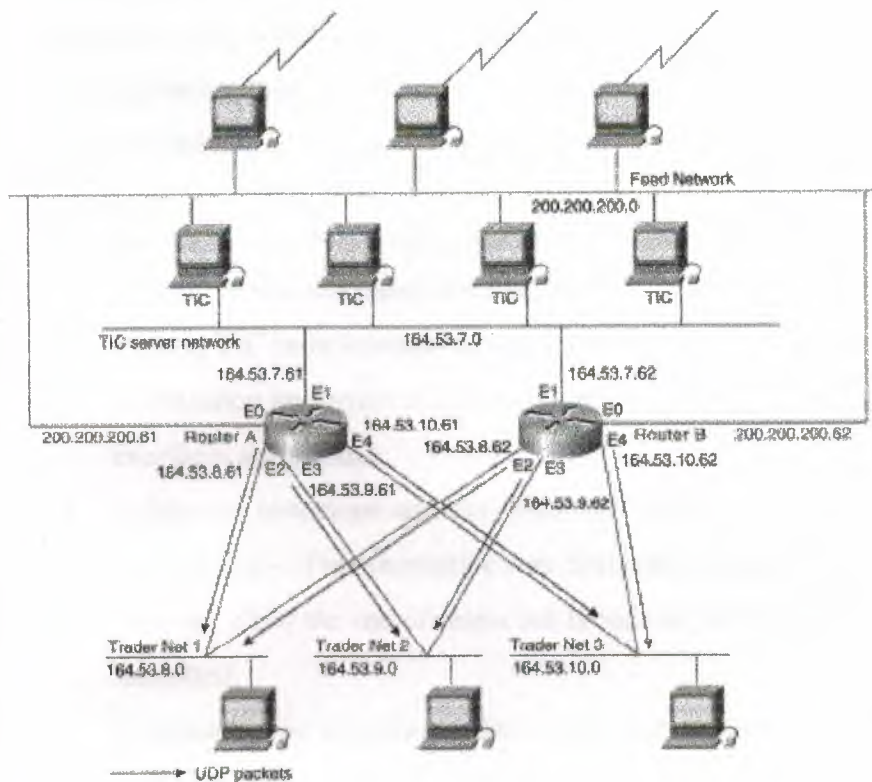 Feed Network
200.200.200.0
TIC
TIC
TIC
TIC
TIC server network
164.53.7.0
164.53.7.61
164.53.7.62
E1
E1
E0
E0
200.200.200.61
Router A
164.53.10.61
E4
164.53.8.62
E4
Router B
200.200.200.62
164.53.8.61
E2
E3
164.53.9.61
E2
E3
164.53.10.62
164.53.9.62
Trader Net 1
164.53.8.0
Trader Net 2
164.53.9.0
Trader Net 3
164.53.10.0
UDP packets